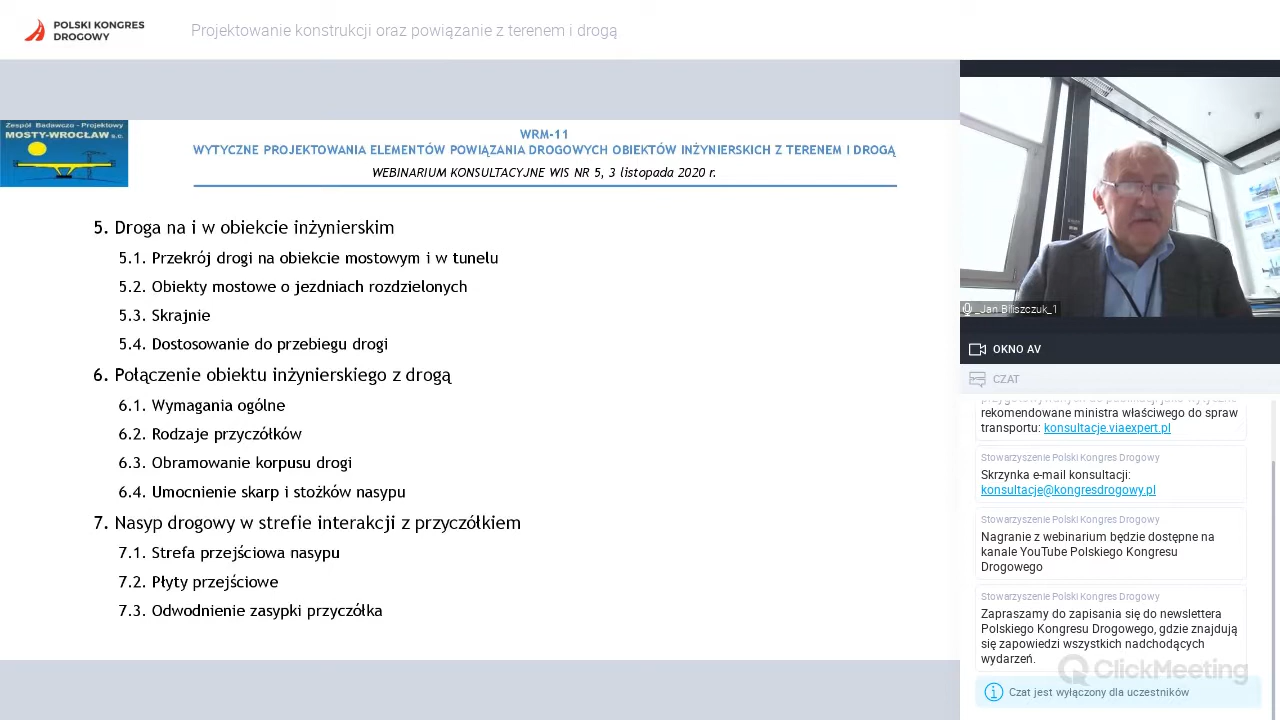 POLSKI KONGRES
DROGOWY
Projektowanie konstrukcji oraz powiązanie z terenem i drogą
Zespół Badawczo - Projektowy
MOSTY-WROCŁAW s.c.
WRM-11
WYTYCZNE PROJEKTOWANIA ELEMENTÓW POWIĄZANIA DROGOWYCH OBIEKTÓW INŻYNIERSKICH Z TERENEM I DROGĄ
WEBINARIUM KONSULTACYJNE WIS NR 5, 3 listopada 2020 r.
5. Droga na i w obiekcie inżynierskim
5.1. Przekrój drogi na obiekcie mostowym i w tunelu
5.2. Obiekty mostowe o jezdniach rozdzielonych
5.3. Skrajnie
5.4. Dostosowanie do przebiegu drogi
6. Połączenie obiektu inżynierskiego z drogą
6.1. Wymagania ogólne
6.2. Rodzaje przyczółków
6.3. Obramowanie korpusu drogi
6.4. Umocnienie skarp i stożków nasypu
7. Nasyp drogowy w strefie interakcji z przyczółkiem
7.1. Strefa przejściowa nasypu
7.2. Płyty przejściowe
7.3. Odwodnienie zasypki przyczółka
_Jan Biliszczuk_1
OKNO AV
CZAT
rekomendowane ministra właściwego do spraw
transportu: konsultacje.viaexpert.pl
Stowarzyszenie Polski Kongres Drogowy
Skrzynka e-mail konsultacji:
konsultacje@kongresdrogowy.pl
Stowarzyszenie Polski Kongres Drogowy
Nagranie z webinarium będzie dostępne na
kanale YouTube Polskiego Kongresu
Drogowego
Stowarzyszenie Polski Kongres Drogowy
Zapraszamy do zapisania się do newslettera
Polskiego Kongresu Drogowego, gdzie znajdują
się zapowiedzi wszystkich nadchodzących
wydarzeń.
ClickMeeting
Czat jest wyłączony dla uczestników